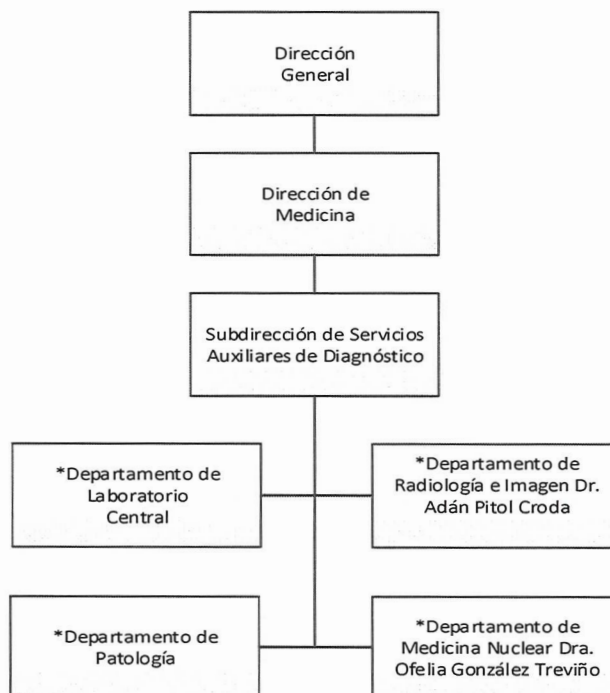 Dirección
General
Dirección de
Medicina
Subdirección de Servicios
Auxiliares de Diagnóstico
*Departamento de
Laboratorio
Central
*Departamento de
Radiología e Imagen Dr.
Adán Pitol Croda
*Departamento de
Patología
*Departamento de
Medicina Nuclear Dra.
Ofelia González Treviño